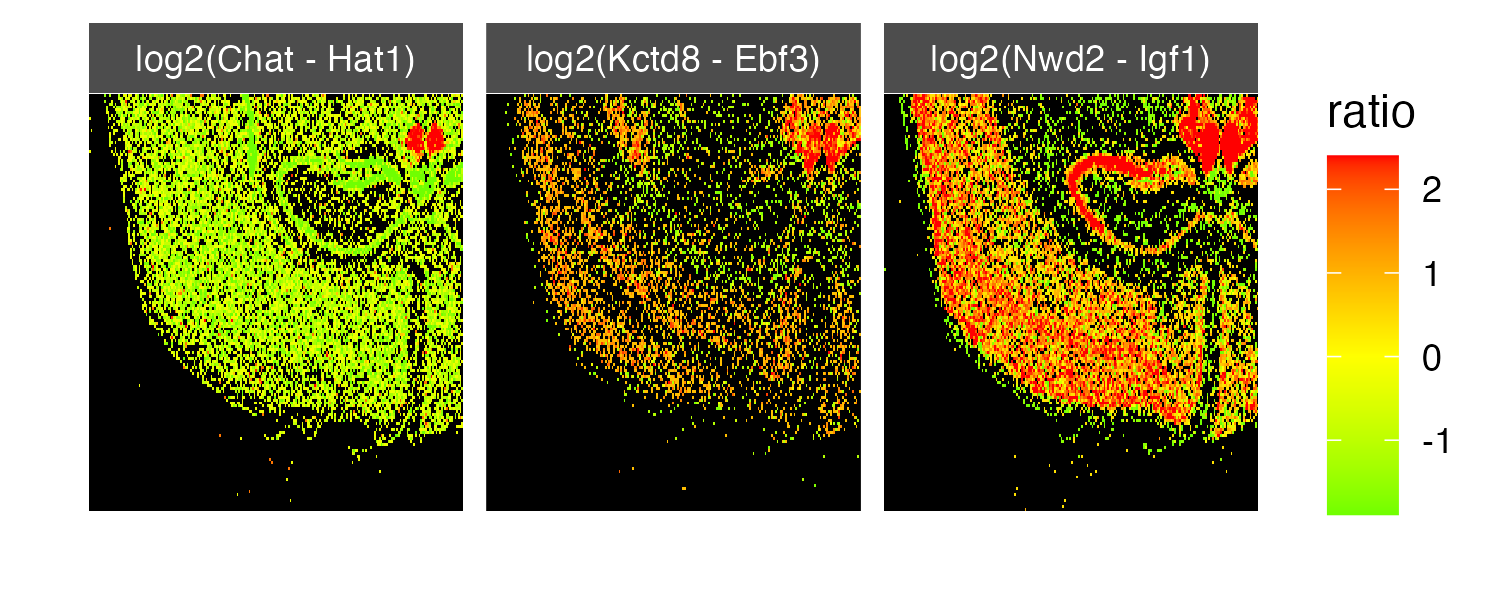 log2(Chat - Hat1)
log2(Kctd8 - Ebf3)
log2(Nwd2 - Igf1)
ratio
2
1
0
-1